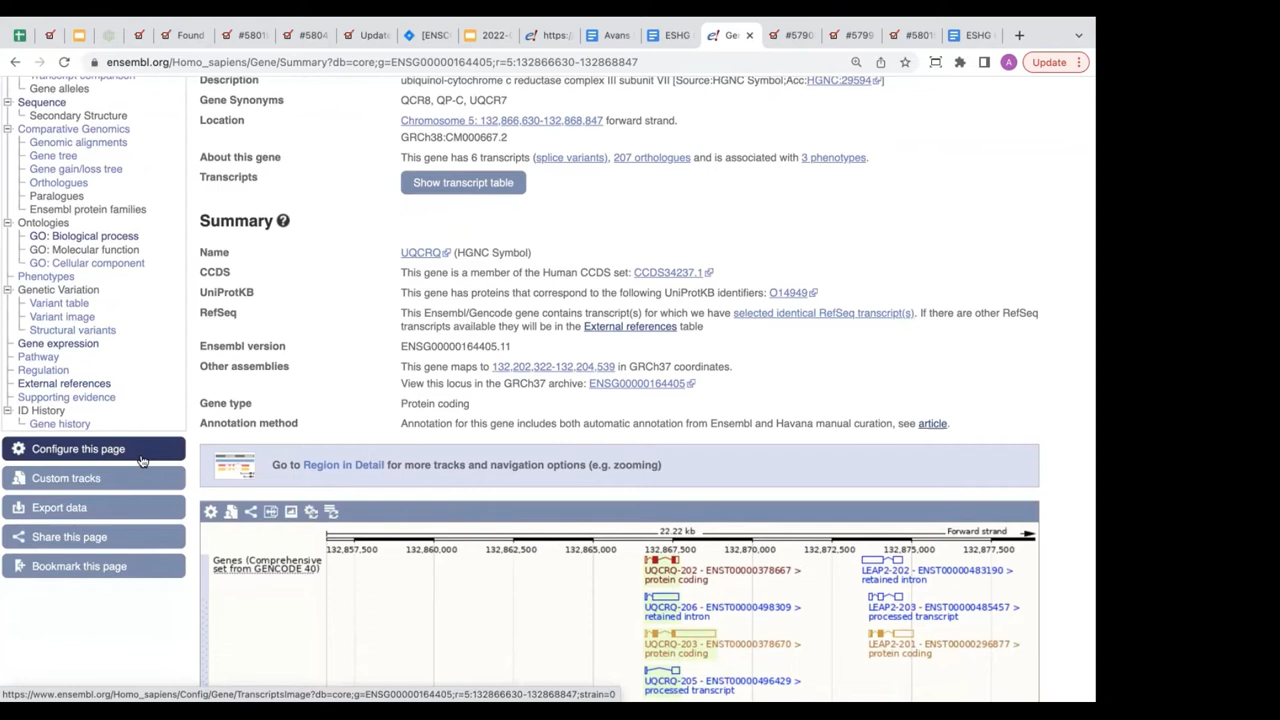 Found
#5801
#5804
Update
[ENSC
2022-
https:
Avans
ESHG
Ge
#5790
#5799
#5801
ESHG
ensembl.org/Homo_sapiens/Gene/Summary?db=core;g=ENSG00000164405;r=5:132866630-132868847
A
Update
Transcript comparison
Gene alleles
Sequence
Secondary Structure
Comparative Genomics
Genomic alignments
Gene tree
Gene gain/loss tree
Orthologues
Paralogues
Ensembl protein families
Ontologies
GO: Biological process
GO: Molecular function
GO: Cellular component
Phenotypes
Genetic Variation
Variant table
Variant image
Structural variants
Gene expression
Pathway
Regulation
External references
Supporting evidence
ID History
Gene history
Configure this page
Custom tracks
Export data
Share this page
Bookmark this page
Description ubiquinol-cytochrome c reductase complex III subunit VII [Source:HGNC Symbol;Acc:HGNC:29594]
Gene Synonyms QCR8, QP-C, UQCR7
Location Chromosome 5: 132,866,630-132,868,847 forward strand.
GRCh38:CM000667.2
About this gene This gene has 6 transcripts (splice variants), 207 orthologues and is associated with 3 phenotypes.
Transcripts Show transcript table
Summary ?
Name UQCRQ (HGNC Symbol)
CCDS This gene is a member of the Human CCDS set: CCDS34237.1
UniProtKB This gene has proteins that correspond to the following UniProtKB identifiers: O14949
RefSeq This Ensembl/Gencode gene contains transcript(s) for which we have selected identical RefSeq transcript(s). If there are other RefSeq
transcripts available they will be in the External references table
Ensembl version ENSG00000164405.11
Other assemblies This gene maps to 132,202,322-132,204,539 in GRCh37 coordinates.
View this locus in the GRCh37 archive: ENSG00000164405
Gene type Protein coding
Annotation method Annotation for this gene includes both automatic annotation from Ensembl and Havana manual curation, see article.
Go to Region in Detail for more tracks and navigation options (e.g. zooming)
22.22 kb Forward strand
132,857,500 132,860,000 132,862,500 132,865,000 132,867,500 132,870,000 132,872,500 132,875,000 132,877,500
Genes (Comprehensive
set from GENCODE 40)
UQCRQ-202 - ENST00000378667 >
protein coding
LEAP2-202 - ENST00000483190 >
retained intron
UQCRQ-206 - ENST00000498309 >
retained intron
LEAP2-203 - ENST00000485457 >
processed transcript
UQCRQ-203 - ENST00000378670 >
protein coding
LEAP2-201 - ENST00000296877 >
protein coding
UQCRQ-205 - ENST00000496429 >
processed transcript
https://www.ensembl.org/Homo_sapiens/Config/Gene/TranscriptsImage?db=core;g=ENSG00000164405;r=5:132866630-132868847;strain=0